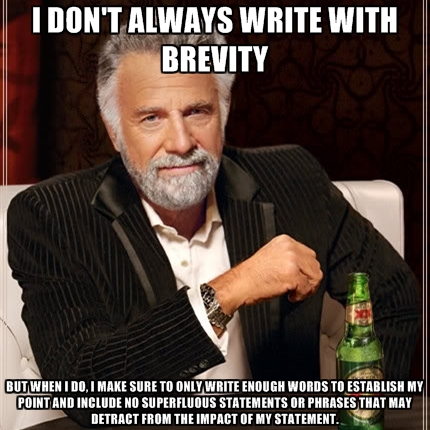 I DON'T ALWAYS WRITE WITH
BREVITY
XX
BUT WHEN I DO, I MAKE SURE TO ONLY WRITE ENOUGH WORDS TO ESTABLISH MY
POINT AND INCLUDE NO SUPERFLUOUS STATEMENTS OR PHRASES THAT MAY
DETRACT FROM THE IMPACT OF MY STATEMENT.